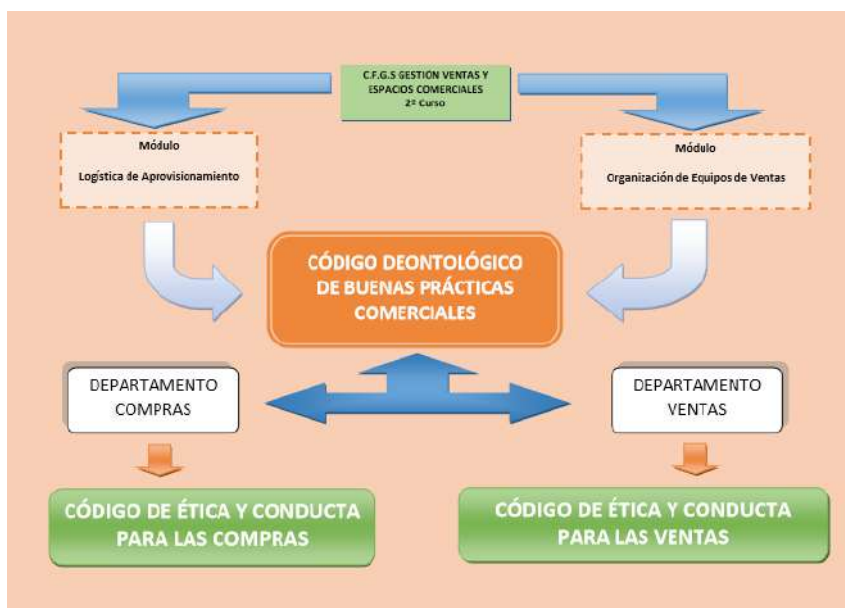 C.F.G.S GESTIÓN VENTAS Y
ESPACIOS COMERCIALES
2º Curso
Módulo
Logística de Aprovisionamiento
Módulo
Organización de Equipos de Ventas
CÓDIGO DEONTOLÓGICO
DE BUENAS PRÁCTICAS
COMERCIALES
DEPARTAMENTO
COMPRAS
DEPARTAMENTO
VENTAS
CÓDIGO DE ÉTICA Y CONDUCTA
PARA LAS COMPRAS
CÓDIGO DE ÉTICA Y CONDUCTA
PARA LAS VENTAS